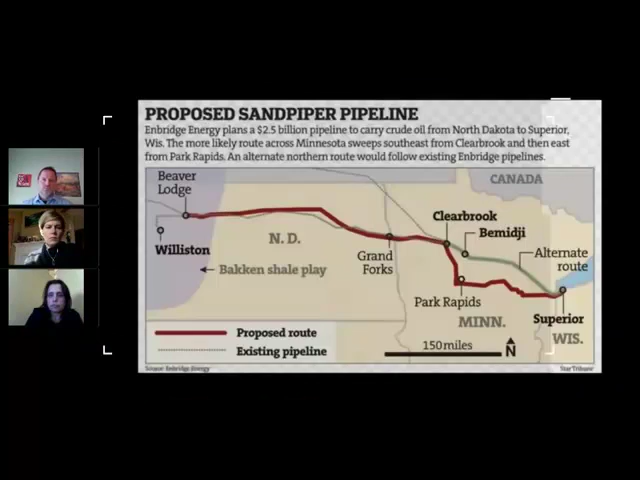 PROPOSED SANDPIPER PIPELINE
Enbridge Energy plans a $2.5 billion pipeline to carry crude oil from North Dakota to Superior,
Wis. The more likely route across Minnesota sweeps southeast from Clearbrook and then east
from Park Rapids. An alternate northern route would follow existing Enbridge pipelines.
Beaver
Lodge
CANADA
Clearbrook
Bemidji
Williston
N. D.
Grand
Forks
Alternate
route
Bakken shale play
Park Rapids
MINN.
Superior
WIS.
Proposed route
Existing pipeline
150 miles
N
Source: Enbridge Energy
Star Tribune